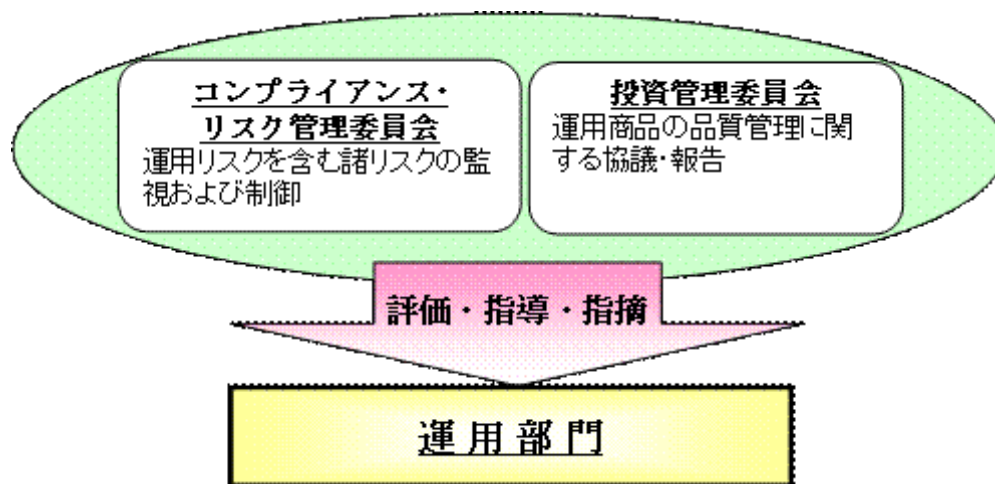 コンプライアンス・
リスク管理委員会
運用リスクを含む諸リスクの監
視および制御
投資管理委員会
運用商品の品質管理に関
する協議・報告
評価・指導・指摘
運用部門